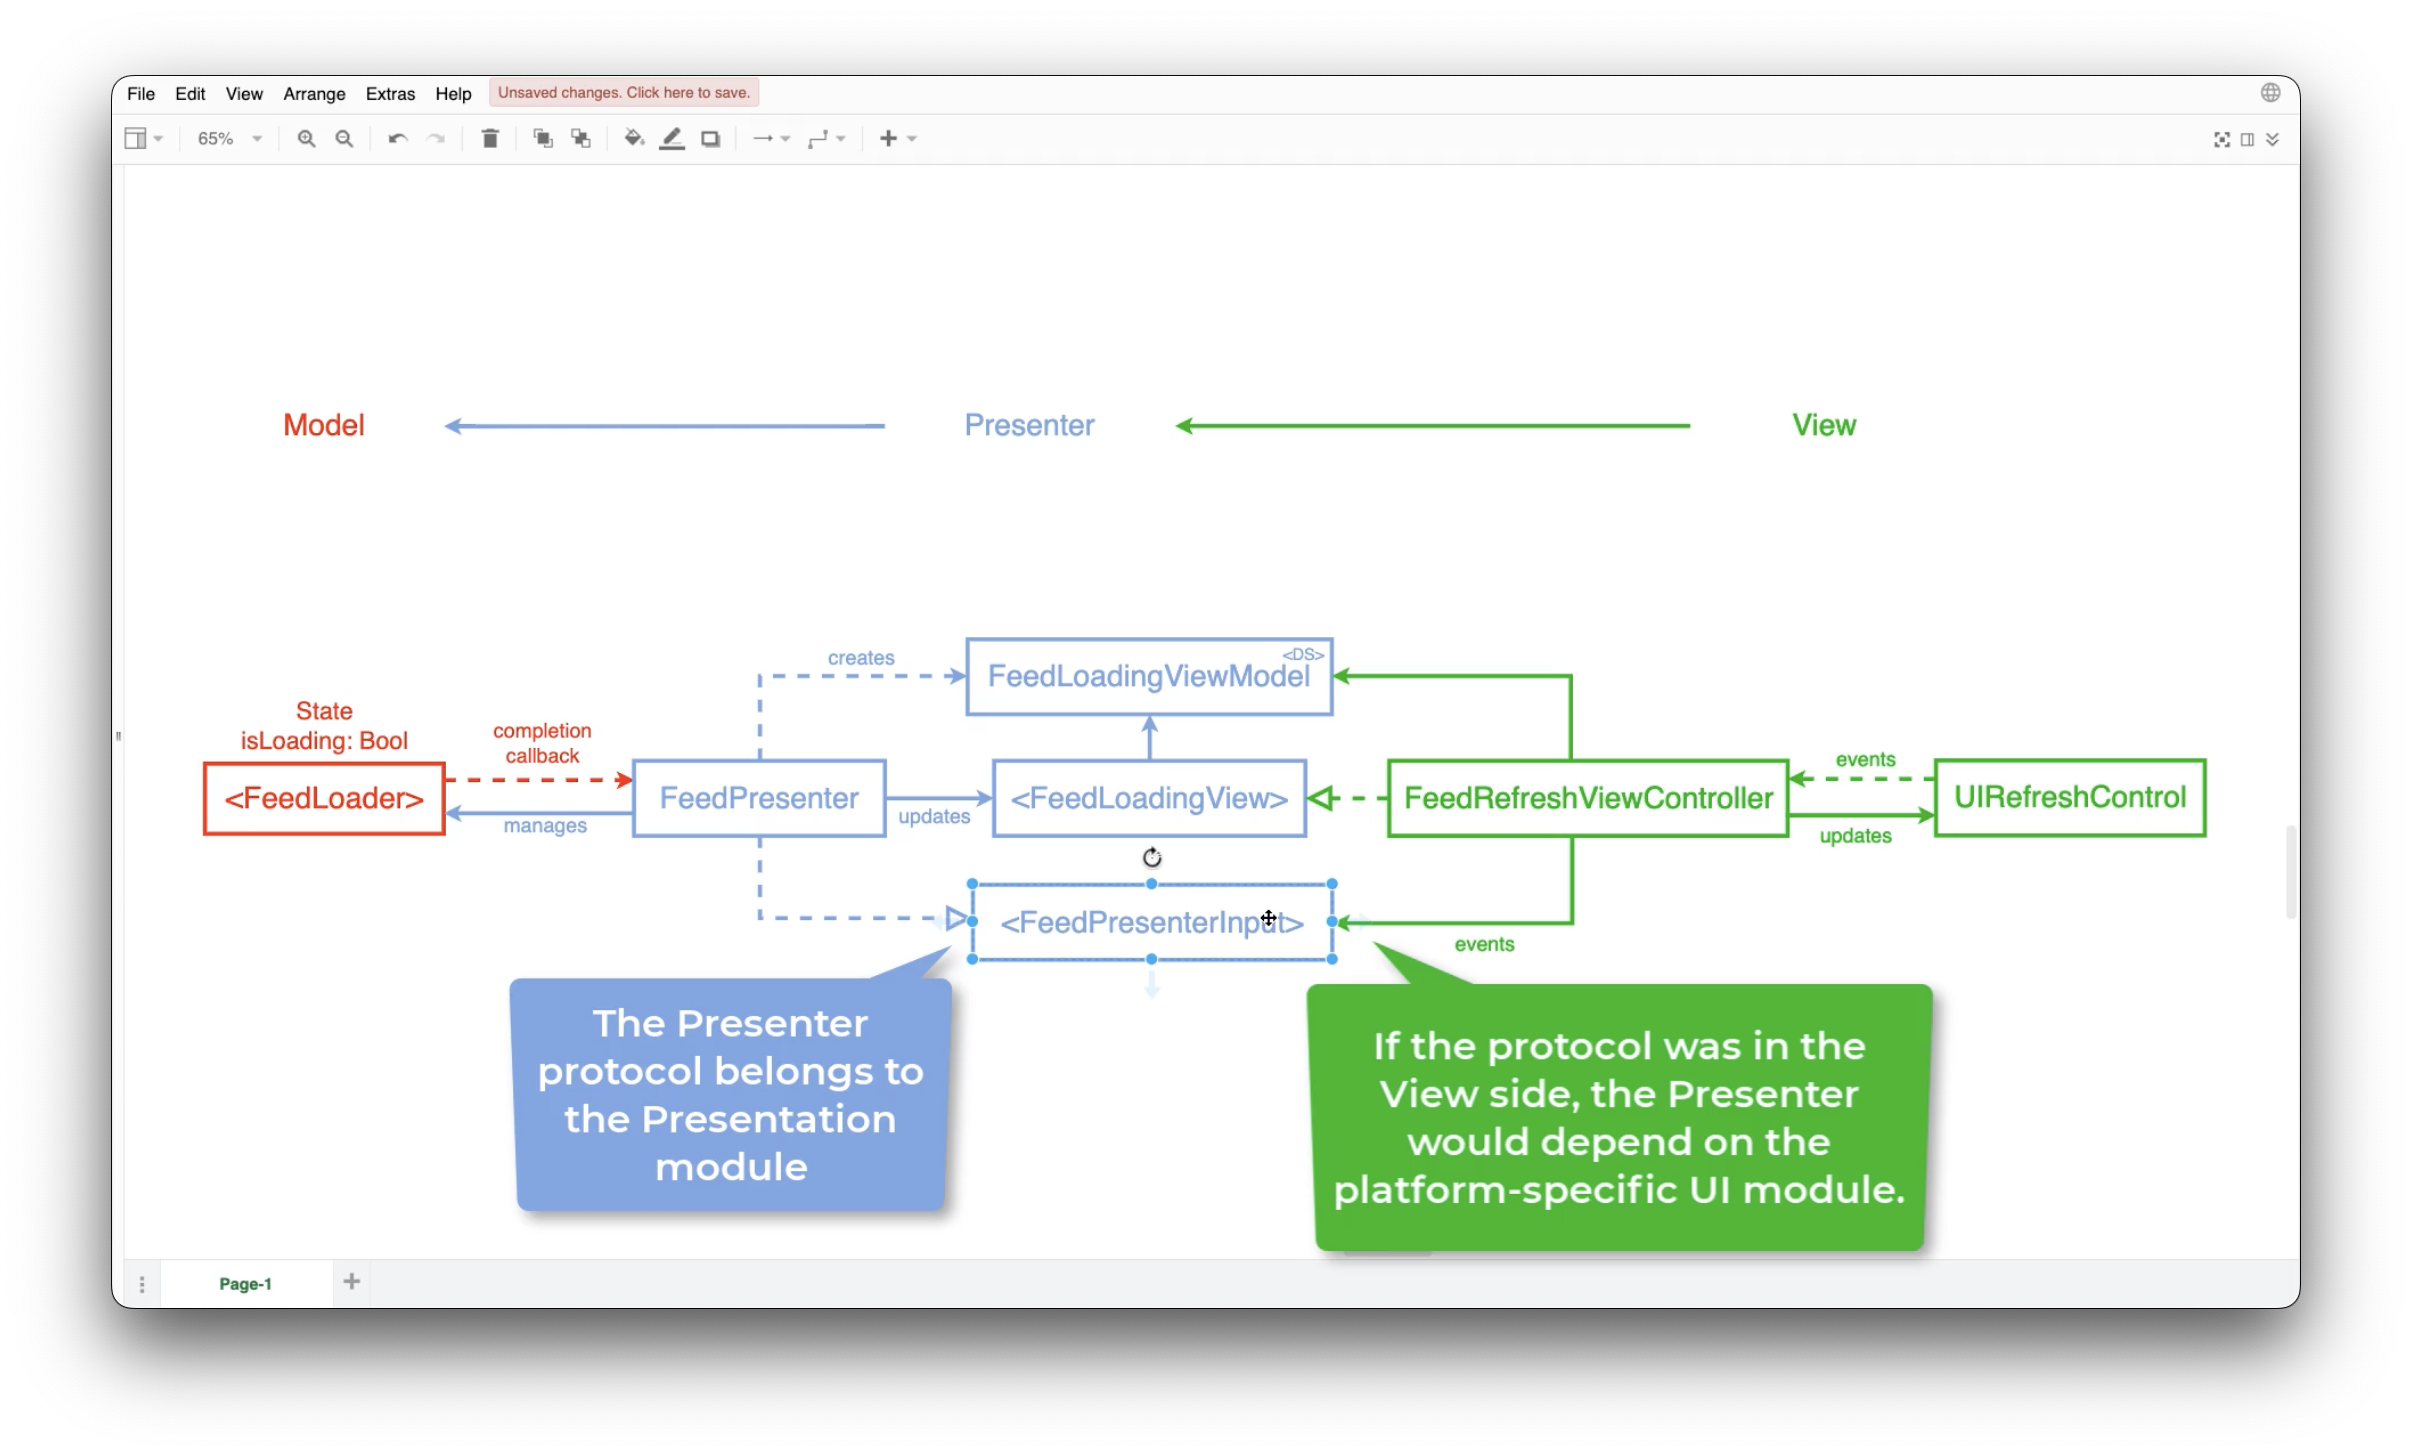 File Edit View Arrange Extras Help Unsaved changes. Click here to save.
65%
Model Presenter View
creates
<DS>
FeedLoadingViewModel
State
isLoading: Bool
completion
callback
events
<FeedLoader> FeedPresenter <FeedLoadingView> FeedRefreshViewController UIRefreshControl
manages updates updates
<FeedPresenterInput>
events
The Presenter
protocol belongs to
the Presentation
module
If the protocol was in the
View side, the Presenter
would depend on the
platform-specific UI module.
Page-1